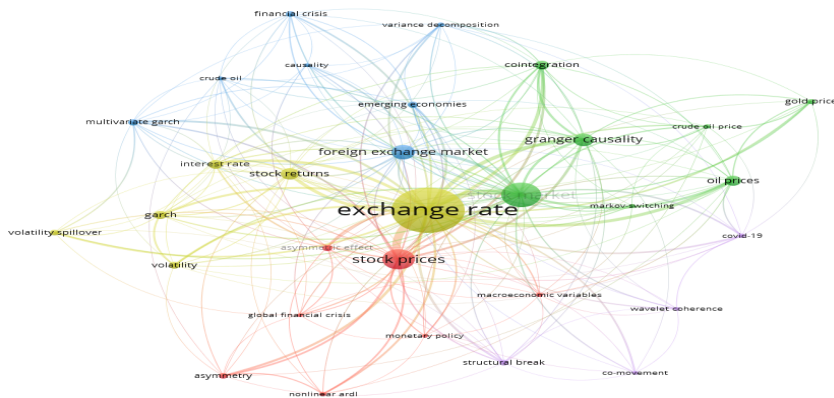 financial crisis
variance decomposition
causality
cointegration
crude oil
gold price
emerging economies
multivariate garch
crude oil price
granger causality
foreign exchange market
interest rate
stock returns
oil prices
stock market
markov switching
exchange rate
garch
volatility spillover
covid-19
asymmetric effect
stock prices
volatility
macroeconomic variables
wavelet coherence
global financial crisis
monetary policy
structural break
co-movement
asymmetry
nonlinear ardl